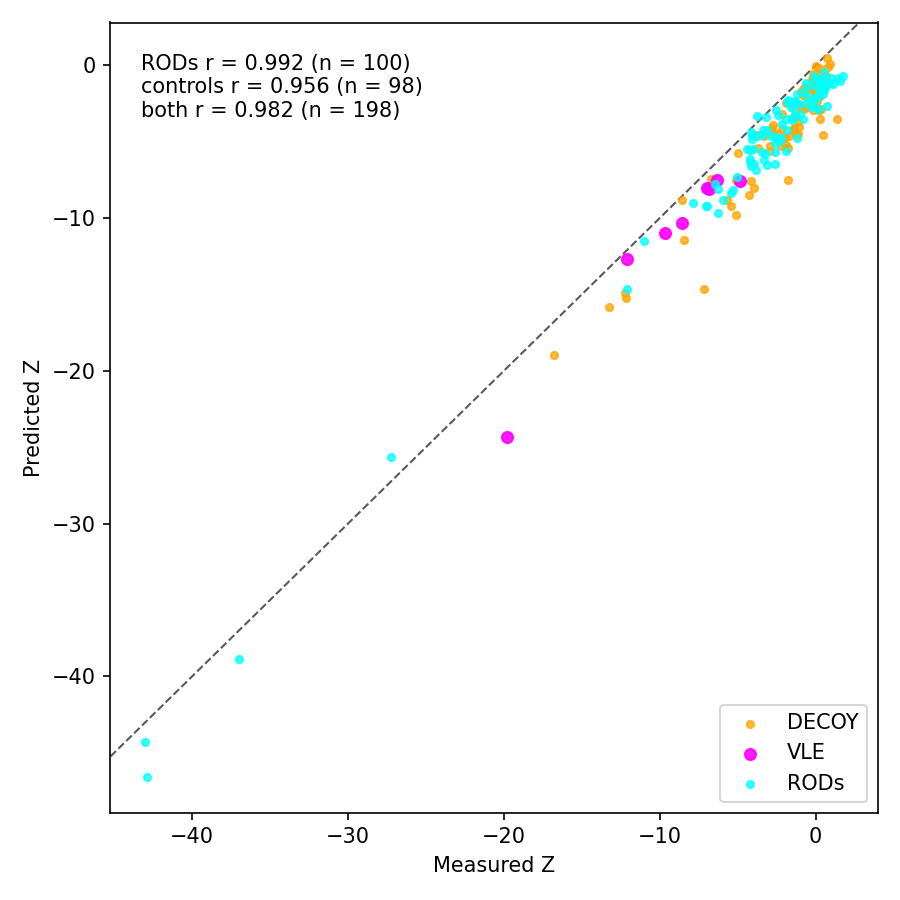 RODs r = 0.992 (n = 100)
controls r = 0.956 (n = 98)
both r = 0.982 (n = 198)
0
−10
−20
−30
−40
Predicted Z
DECOY
VLE
RODs
−40
−30
−20
−10
0
Measured Z